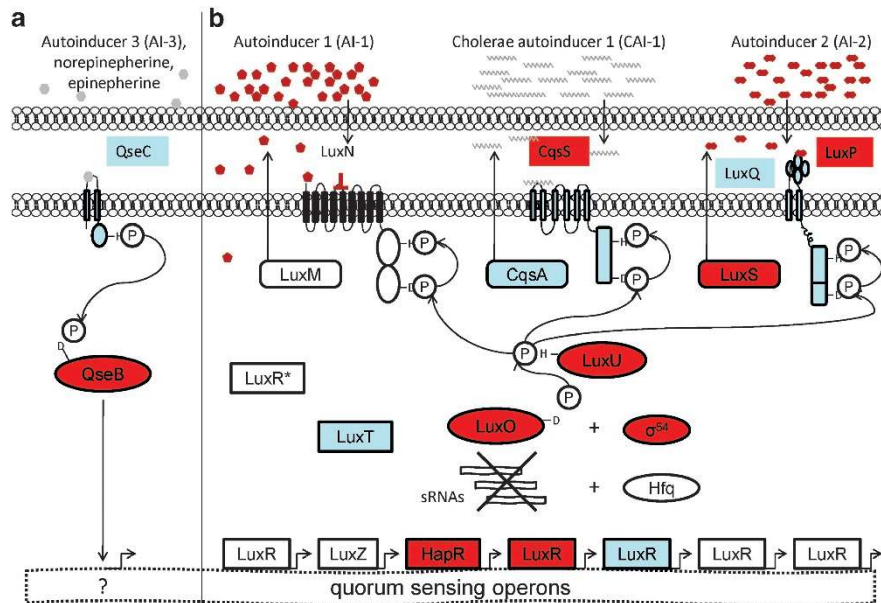 a
b
Autoinducer 3 (AI-3),
norepinepherine,
epinepherine
Autoinducer 1 (AI-1)
Cholerae autoinducer 1 (CAI-1)
Autoinducer 2 (AI-2)
QseC
LuxN
CqsS
LuxQ
LuxP
H
P
H
P
H
P
H
P
LuxM
CqsA
LuxS
D
P
D
P
D
P
P
D
QseB
P
H
LuxU
LuxR*
P
LuxT
LuxO
D
+
σ54
sRNAs
+
Hfq
LuxR
LuxZ
HapR
LuxR
LuxR
LuxR
LuxR
?
quorum sensing operons